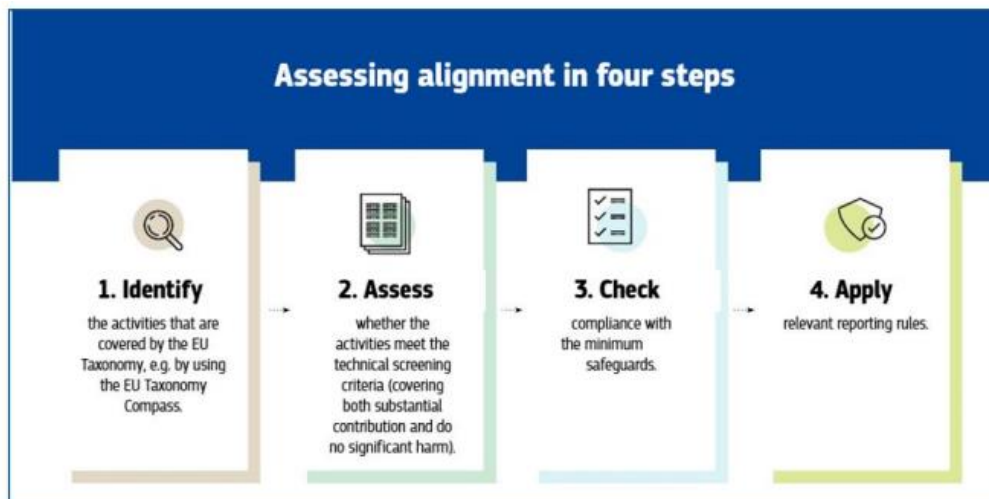 Assessing alignment in four steps
1. Identify
the activities that are
covered by the EU
Taxonomy, e.g. by using
the EU Taxonomy
Compass.
2. Assess
whether the
activities meet the
technical screening
criteria (covering
both substantial
contribution and do
no significant harm).
3. Check
compliance with
the minimum
safeguards.
4. Apply
relevant reporting rules.